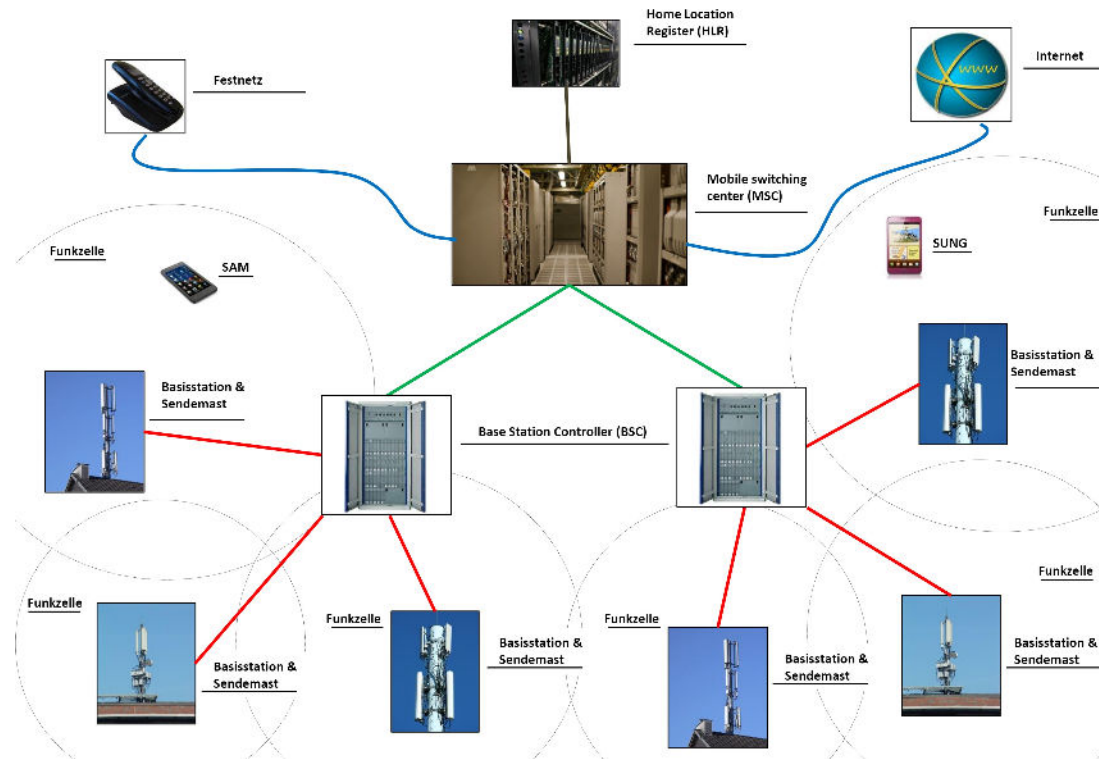 Home Location
Register (HLR)
Festnetz
Internet
www
Mobile switching
center (MSC)
Funkzelle
Funkzelle
SAM
SUNG
Basisstation &
Sendemast
Basisstation &
Sendemast
Base Station Controller (BSC)
Funkzelle
Funkzelle
Funkzelle
Funkzelle
Basisstation &
Sendemast
Basisstation &
Sendemast
Basisstation &
Sendemast
Basisstation &
Sendemast